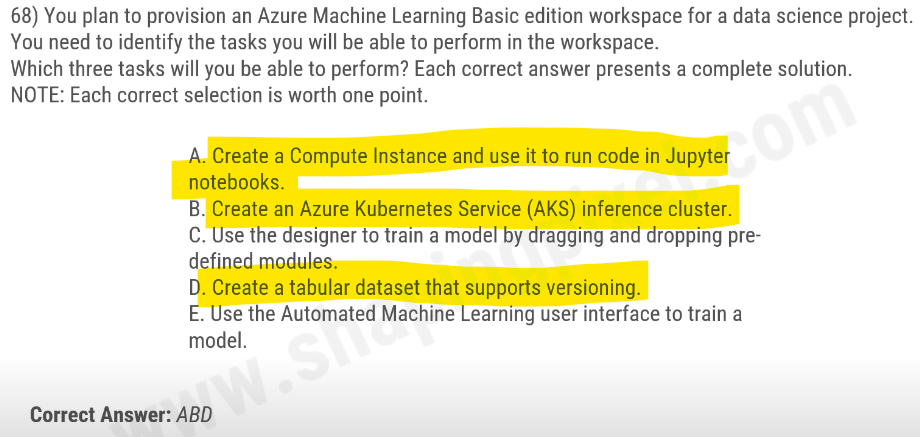 68) You plan to provision an Azure Machine Learning Basic edition workspace for a data science project.
You need to identify the tasks you will be able to perform in the workspace.
Which three tasks will you be able to perform? Each correct answer presents a complete solution.
NOTE: Each correct selection is worth one point.
A. Create a Compute Instance and use it to run code in Jupyter
notebooks.
B. Create an Azure Kubernetes Service (AKS) inference cluster.
C. Use the designer to train a model by dragging and dropping pre-
defined modules.
D. Create a tabular dataset that supports versioning.
E. Use the Automated Machine Learning user interface to train a
model.
Correct Answer: ABD